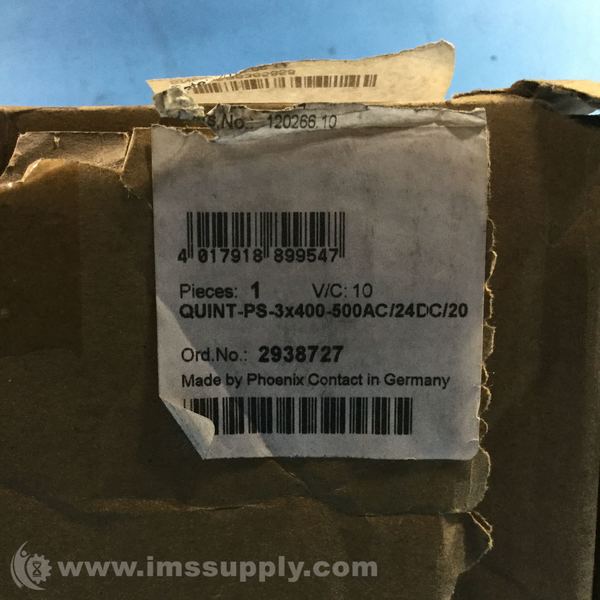 s.No.: 120266.10
4 017918 899547
Pieces: 1 V/C: 10
QUINT-PS-3x400-500AC/24DC/20
Ord.No.: 2938727
Made by Phoenix Contact in Germany
www.imssupply.com